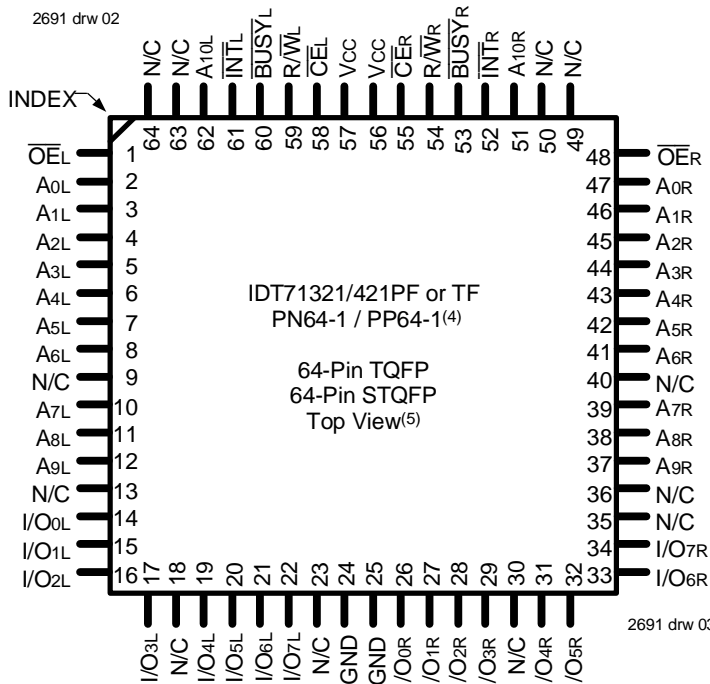 2691 drw 02
INDEX
N/C
N/C
A10L
INTL
BUSYL
R/WL
CEL
VCC
VCC
CER
R/WR
BUSYR
INTR
A10R
N/C
N/C
64
63
62
61
60
59
58
57
56
55
54
53
52
51
50
49
OEL 1
A0L 2
A1L 3
A2L 4
A3L 5
A4L 6
A5L 7
A6L 8
N/C 9
A7L 10
A8L 11
A9L 12
N/C 13
I/O0L 14
I/O1L 15
I/O2L 16
IDT71321/421PF or TF
PN64-1 / PP64-1(4)
64-Pin TQFP
64-Pin STQFP
Top View(5)
48 OER
47 A0R
46 A1R
45 A2R
44 A3R
43 A4R
42 A5R
41 A6R
40 N/C
39 A7R
38 A8R
37 A9R
36 N/C
35 N/C
34 I/O7R
33 I/O6R
17
18
19
20
21
22
23
24
25
26
27
28
29
30
31
32
I/O3L
N/C
I/O4L
I/O5L
I/O6L
I/O7L
N/C
GND
GND
/O0R
/O1R
/O2R
/O3R
N/C
/O4R
/O5R
2691 drw